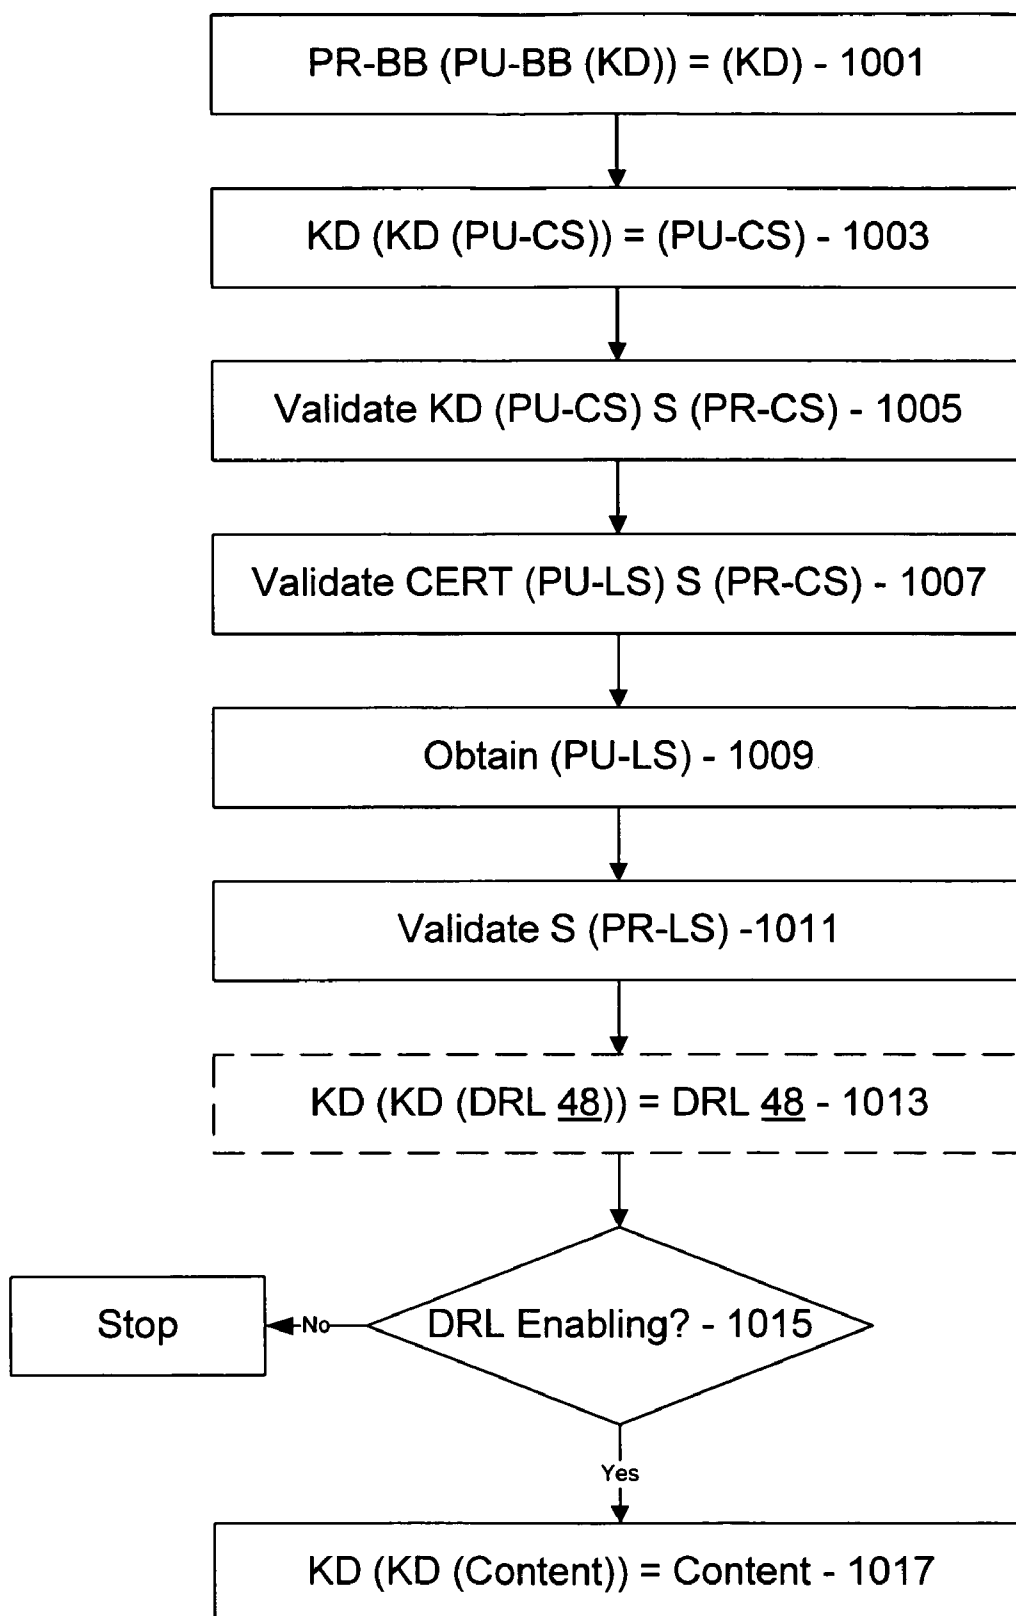 PR-BB (PU-BB (KD)) = (KD) - 1001
KD (KD (PU-CS)) = (PU-CS) - 1003
Validate KD (PU-CS) S (PR-CS) - 1005
Validate CERT (PU-LS) S (PR-CS) - 1007
Obtain (PU-LS) - 1009
Validate S (PR-LS) -1011
KD (KD (DRL 48)) = DRL 48 - 1013
DRL Enabling? - 1015
No
Stop
Yes
KD (KD (Content)) = Content - 1017